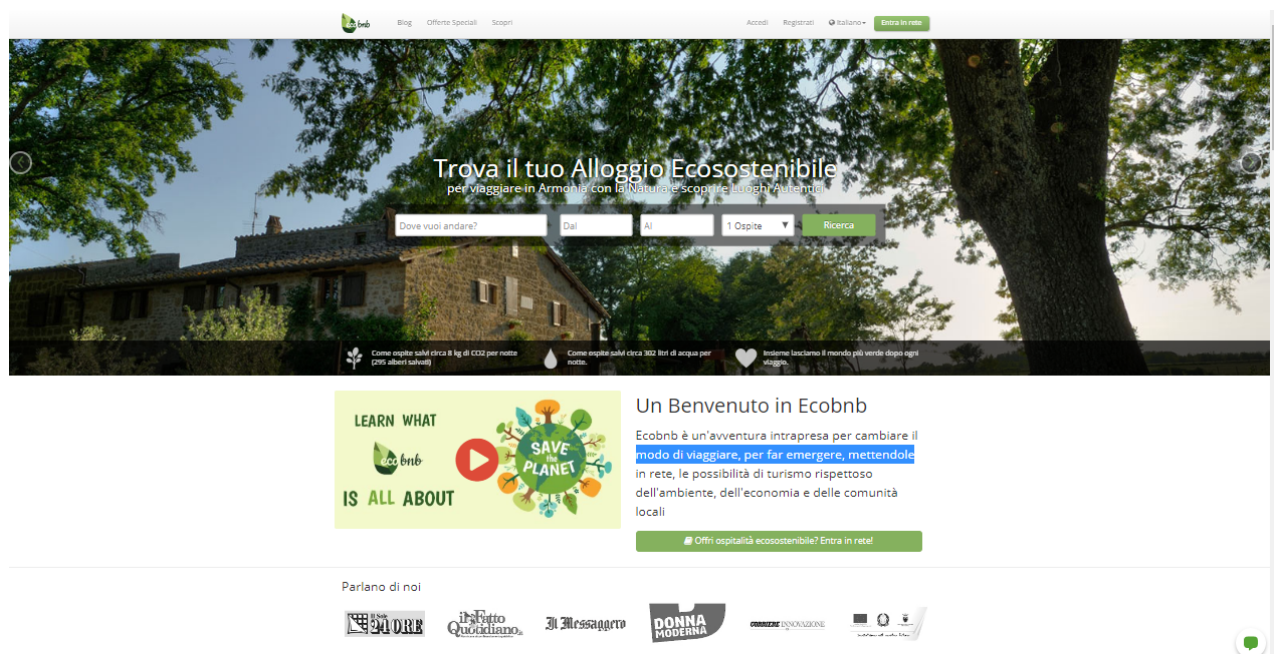 ecobnb
Blog Offerte Speciali Scopri
Accedi Registrati Italiano Entra in rete
Trova il tuo Alloggio Ecosostenibile
per viaggiare in Armonia con la Natura e scoprire Luoghi Autentici
Dove vuoi andare? Dal Al 1 Ospite Ricerca
Come ospite salvi circa 8 kg di CO2 per notte
(295 alberi salvati)
Come ospite salvi circa 302 litri di acqua per
notte.
Insieme lasciamo il mondo più verde dopo ogni
viaggio.
LEARN WHAT
ecobnb
IS ALL ABOUT
SAVE
the
PLANET
Un Benvenuto in Ecobnb
Ecobnb è un'avventura intrapresa per cambiare il
modo di viaggiare, per far emergere, mettendole
in rete, le possibilità di turismo rispettoso
dell'ambiente, dell'economia e delle comunità
locali
Offri ospitalità ecosostenibile? Entra in rete!
Parlano di noi
Il Sole
24 ORE
il Fatto
Quotidiano
Il Messaggero
DONNA
MODERNA
CORRIERE INNOVAZIONE